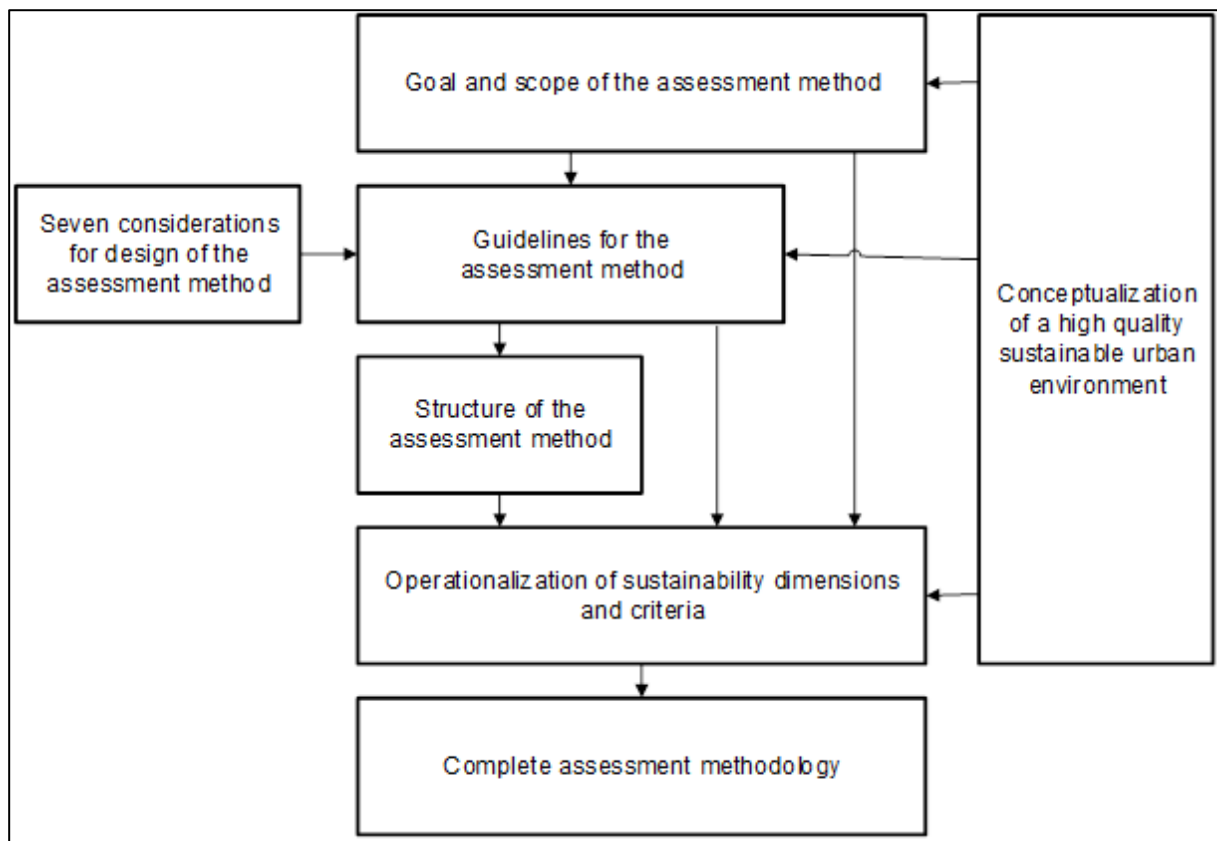 Goal and scope of the assessment method
Seven considerations
for design of the
assessment method
Guidelines for the
assessment method
Conceptualization
of a high quality
sustainable urban
environment
Structure of the
assessment method
Operationalization of sustainability dimensions
and criteria
Complete assessment methodology